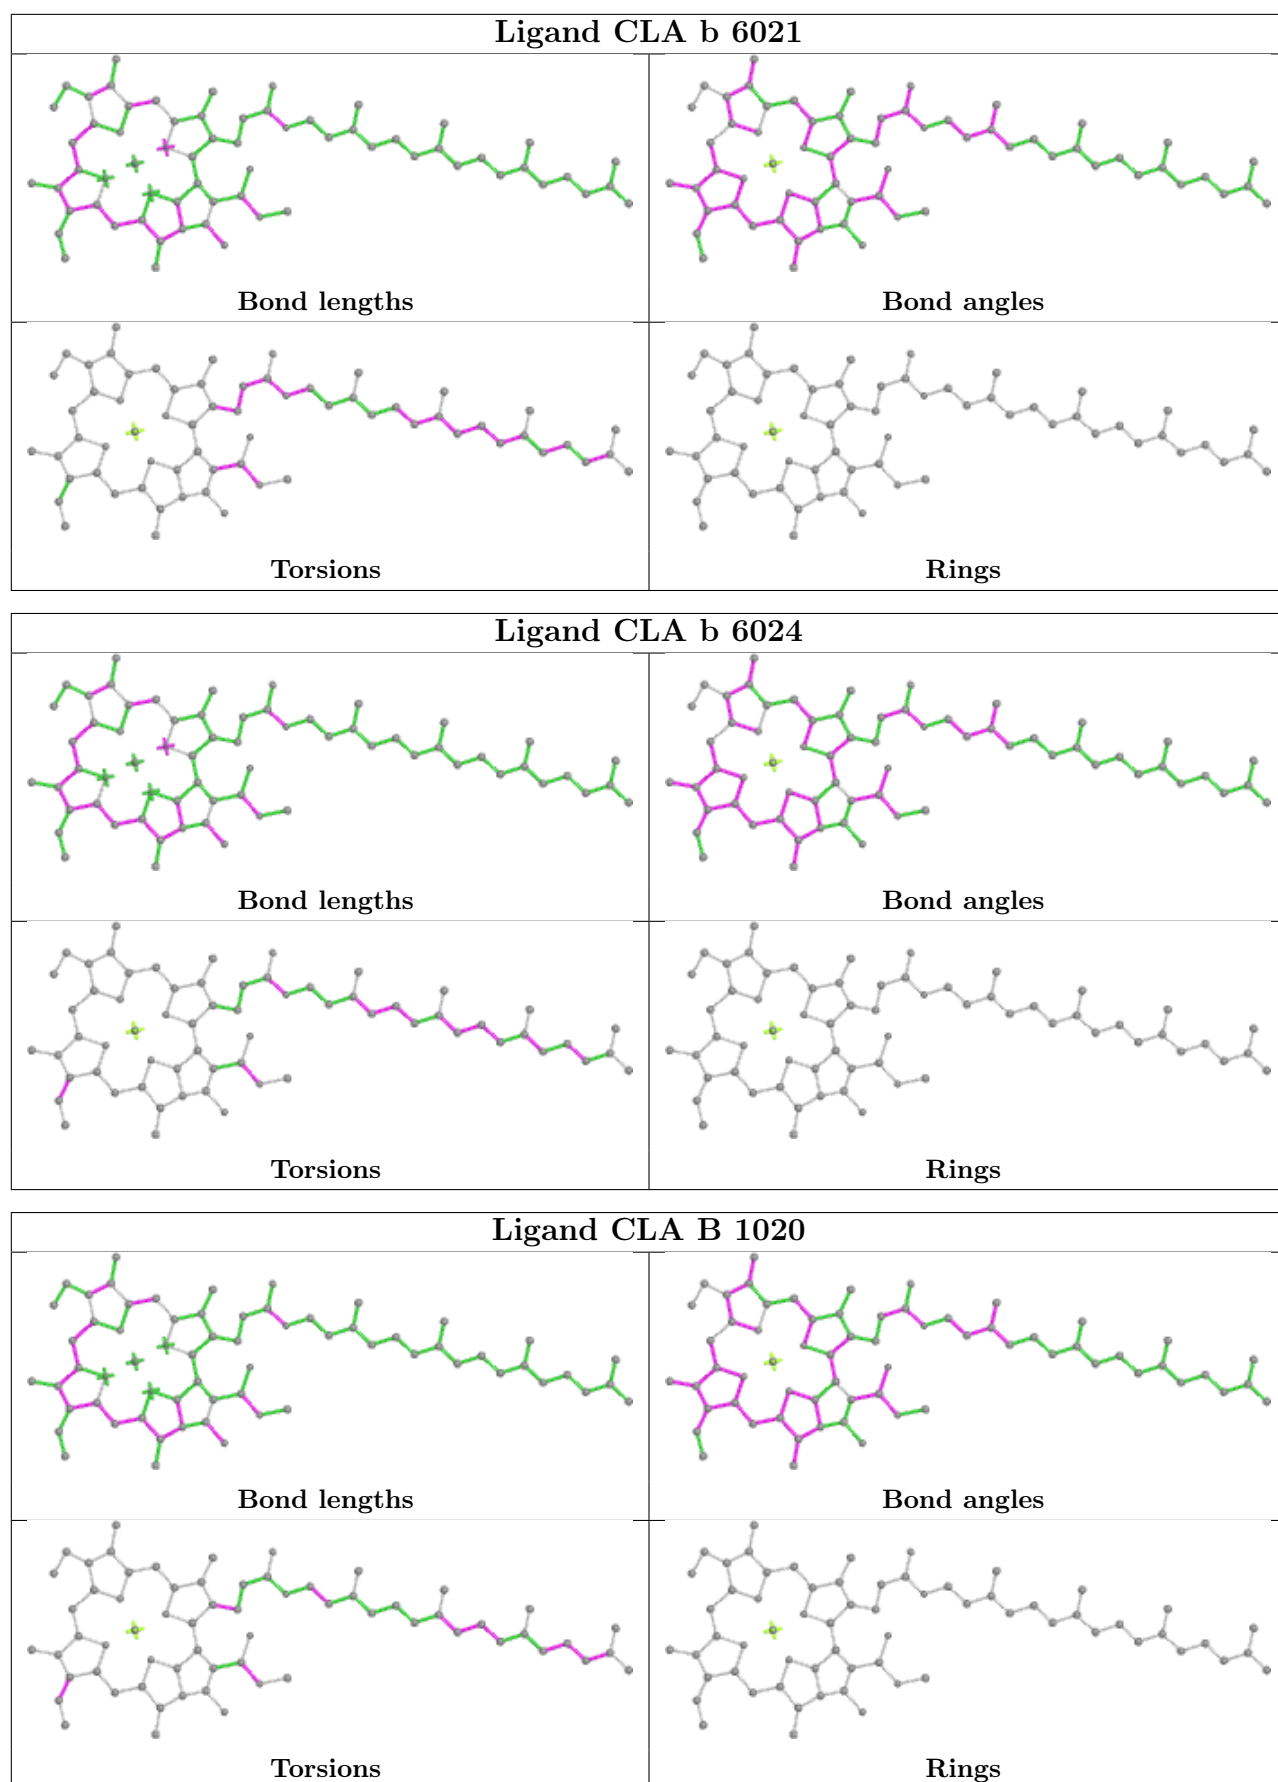 Ligand CLA b 6021
Bond lengths
Bond angles
Torsions
Rings
Ligand CLA b 6024
Bond lengths
Bond angles
Torsions
Rings
Ligand CLA B 1020
Bond lengths
Bond angles
Torsions
Rings